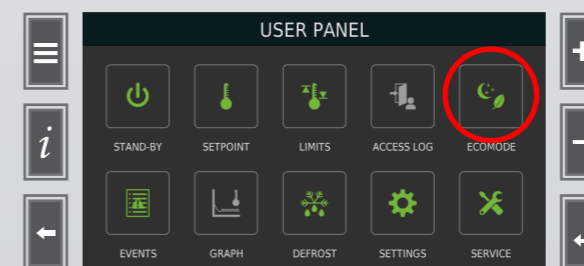 USER PANEL
STAND-BY SETPOINT LIMITS ACCESS LOG ECOMODE
i
EVENTS GRAPH DEFROST SETTINGS SERVICE